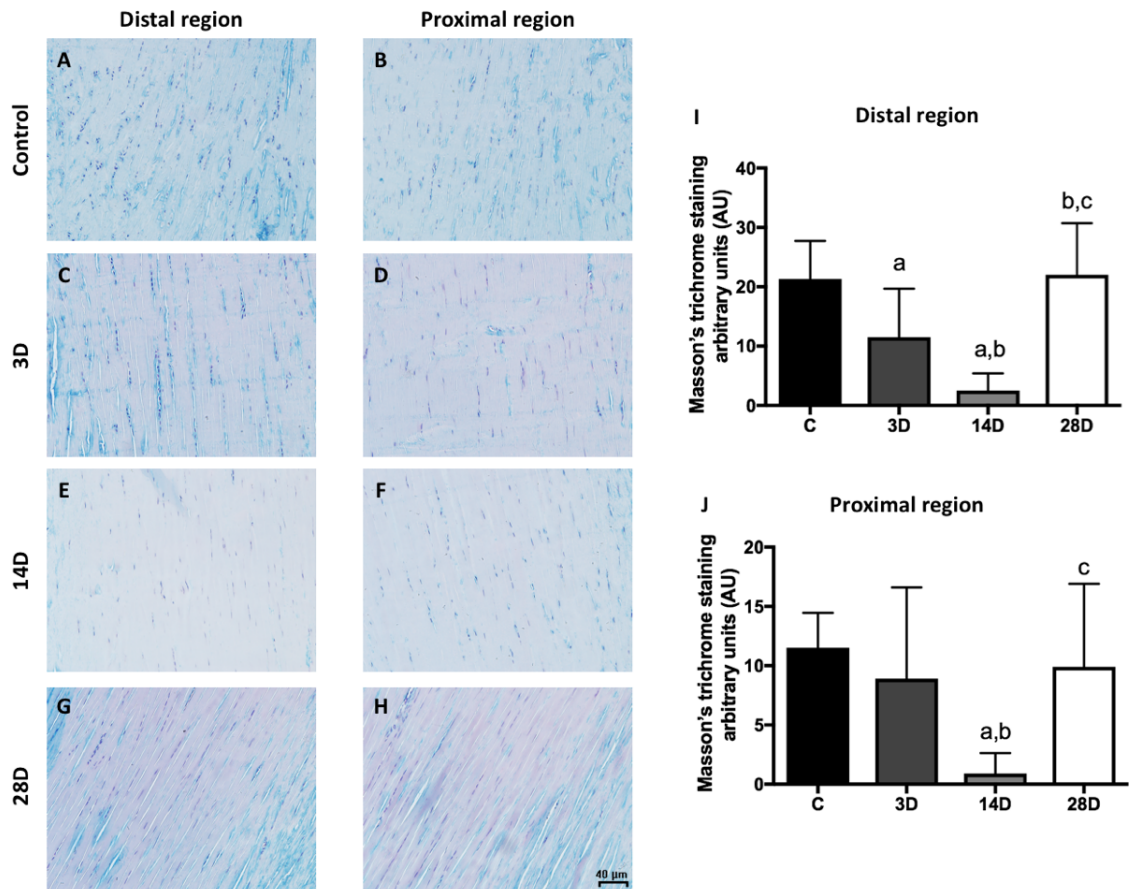 Distal region
Proximal region
Control
A
B
3D
C
D
14D
E
F
28D
G
H
40 µm
I
Distal region
Masson's trichrome staining
arbitrary units (AU)
40
30
20
10
0
a
a,b
b,c
C
3D
14D
28D
J
Proximal region
Masson's trichrome staining
arbitrary units (AU)
20
15
10
5
0
a,b
c
C
3D
14D
28D